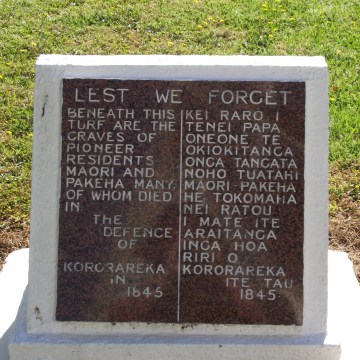 LEST WE FORGET
BENEATH THIS
TURF ARE THE
GRAVES OF
PIONEER
RESIDENTS
MAORI AND
PAKEHA MANY
OF WHOM DIED
IN
THE
DEFENCE
OF
KORORAREKA
IN
1845
KEI RARO I
TENEI PAPA
ONEONE TE
OKIOKITANGA
ONGA TANGATA
NOHO TUATAHI
MAORI-PAKEHA
HE TOKOMAHA
NEI RATOU
I MATE ITE
ARAITANGA
INGA HOA
RIRI O
KORORAREKA
ITE TAU
1845